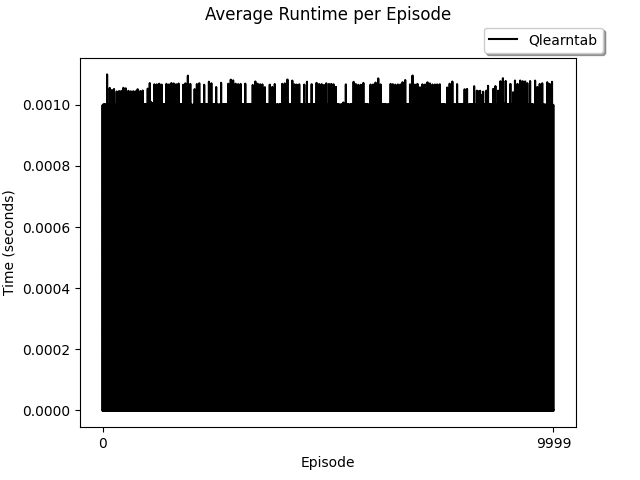 Average Runtime per Episode
Qlearntab
0.0010
0.0008
0.0006
0.0004
0.0002
0.0000
Time (seconds)
0
9999
Episode